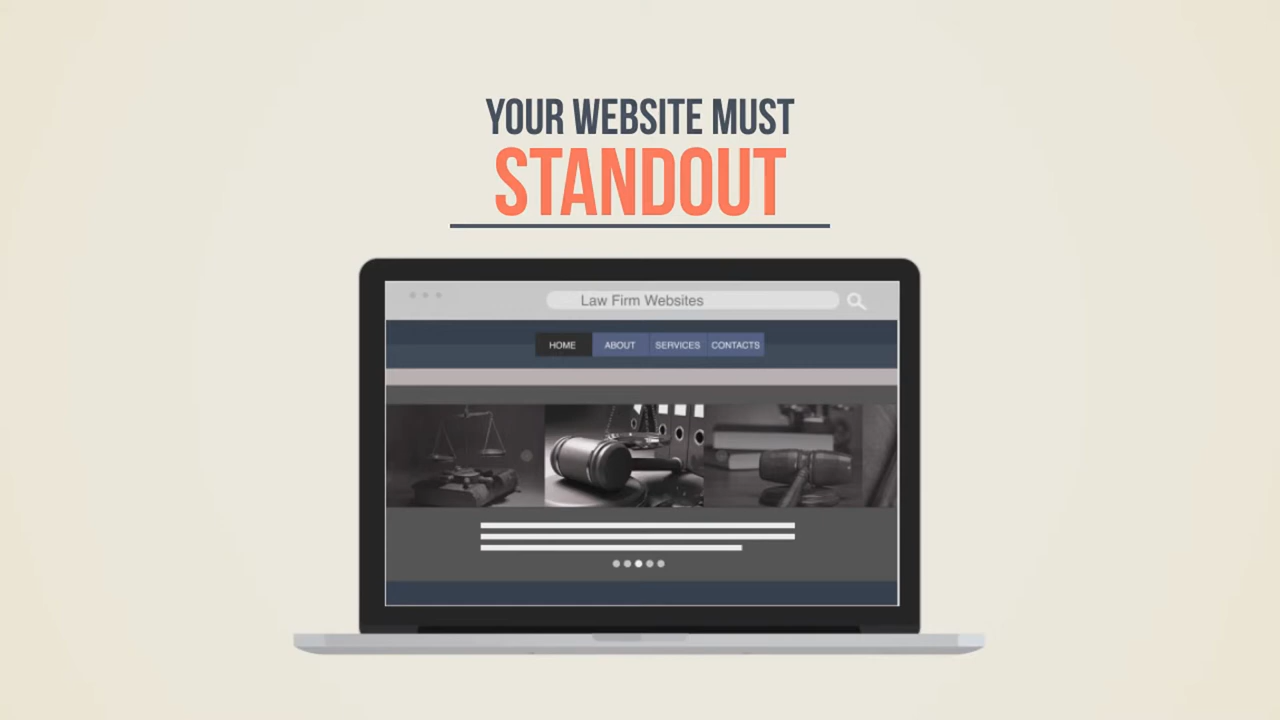 YOUR WEBSITE MUST
STANDOUT
Law Firm Websites
HOME ABOUT SERVICES CONTACTS